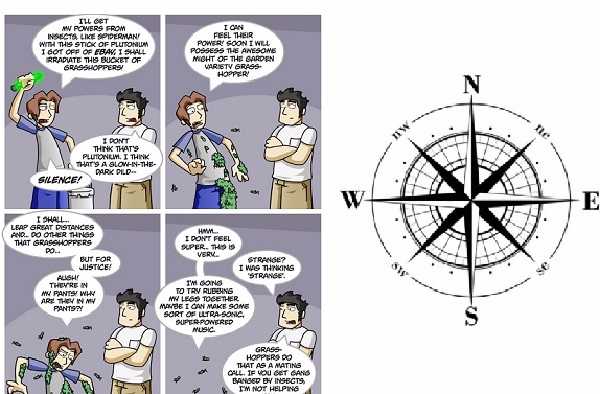 I'LL GET
MY POWERS FROM
INSECTS, LIKE SPIDERMAN!
WITH THIS STICK OF PLUTONIUM
I GOT OFF OF EBAY, I SHALL
IRRADIATE THIS BUCKET OF
GRASSHOPPERS!
I DON'T
THINK THAT'S
PLUTONIUM. I THINK
THAT'S A GLOW-IN-THE-
DARK DILD--
SILENCE!
I CAN
FEEL THEIR
POWER! SOON I WILL
POSSESS THE AWESOME
MIGHT OF THE GARDEN
VARIETY GRASS-
HOPPER!
I SHALL...
LEAP GREAT DISTANCES
AND... DO OTHER THINGS
THAT GRASSHOPPERS
DO...
BUT FOR
JUSTICE!
AUGH!
THEY'RE IN
MY PANTS! WHY
ARE THEY IN MY
PANTS?!
HMM...
I DON'T FEEL
SUPER... THIS IS
VERY...
STRANGE?
I WAS THINKING
'STRANGE'.
I'M GOING
TO TRY RUBBING
MY LEGS TOGETHER
MAYBE I CAN MAKE SOME
SORT OF ULTRA-SONIC,
SUPER-POWERED
MUSIC.
GRASS-
HOPPERS DO
THAT AS A MATING
CALL. IF YOU GET GANG
BANGED BY INSECTS,
I'M NOT HELPING
N
NW
NE
W
E
SW
SE
S